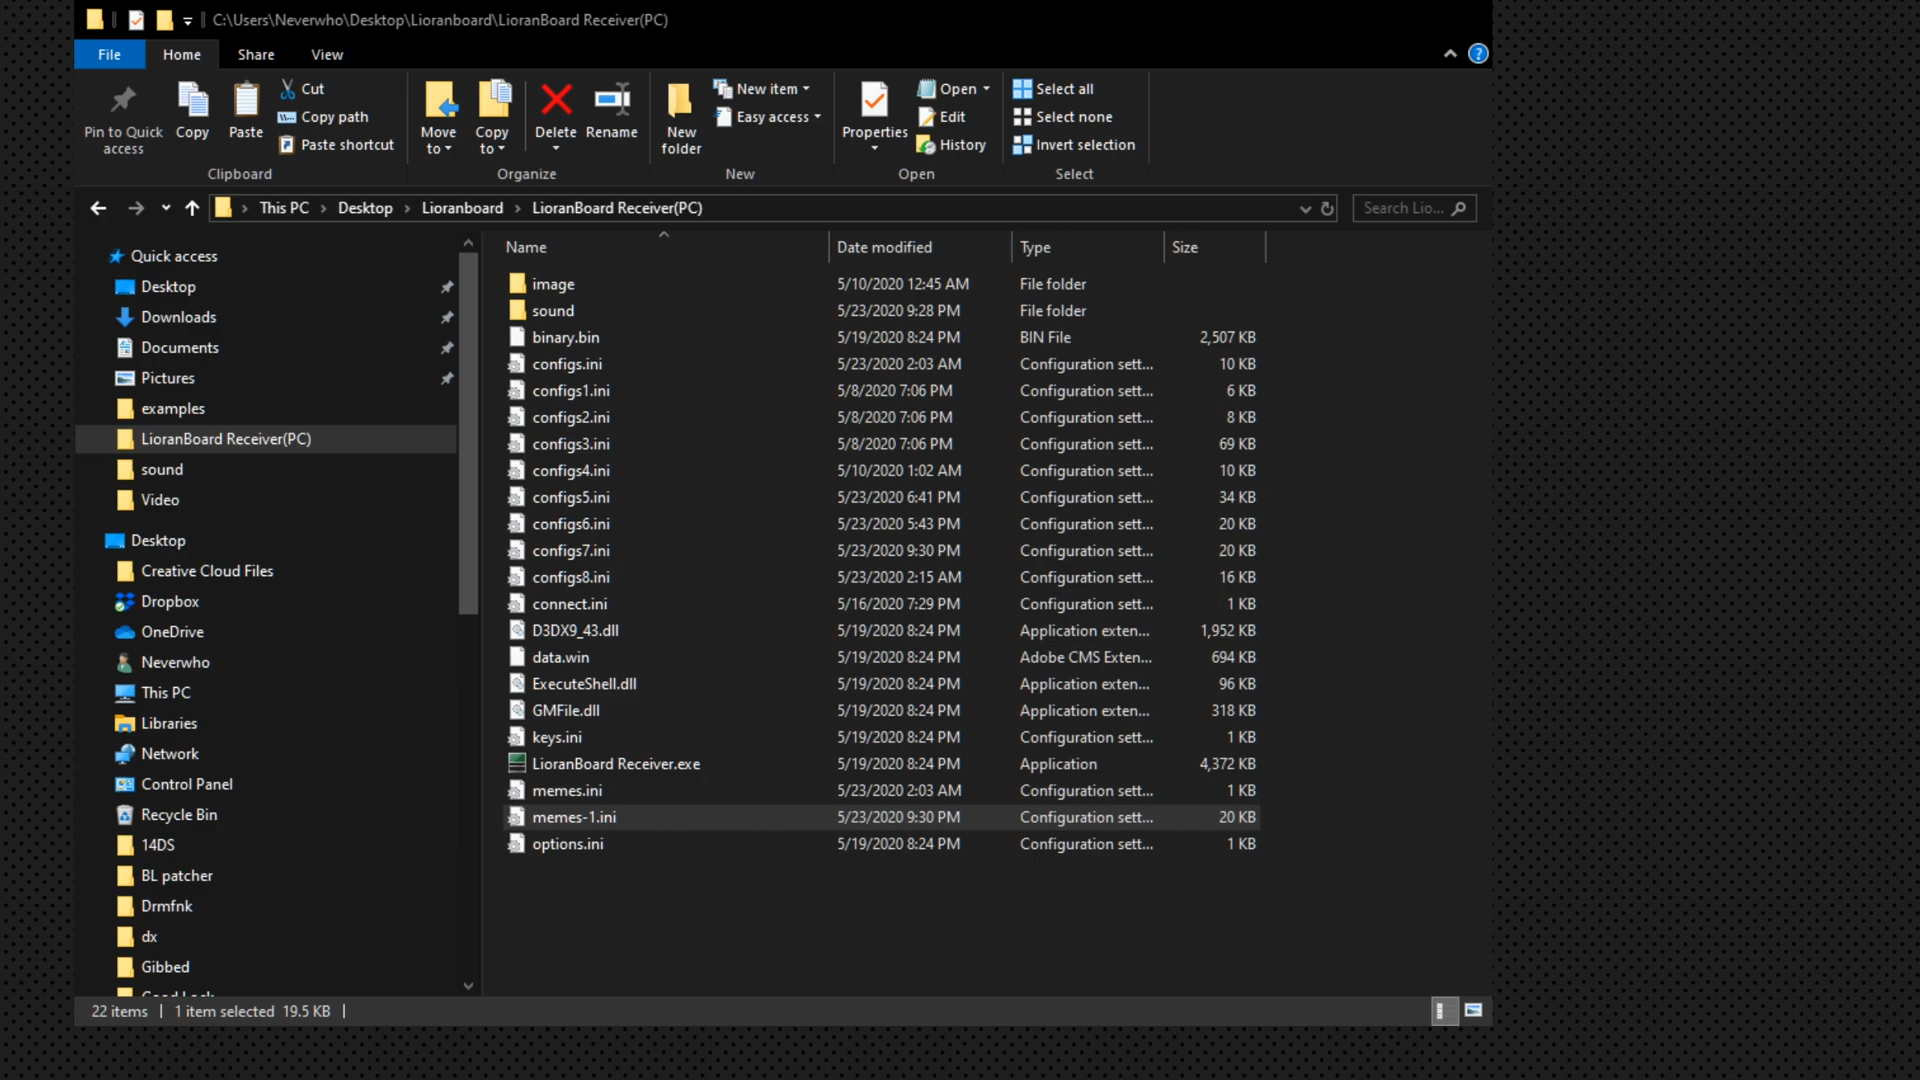 C:\Users\Neverwho\Desktop\Lioranboard\LioranBoard Receiver(PC)
File Home Share View
Pin to Quick access
Copy
Paste
Cut
Copy path
Paste shortcut
Clipboard
Move to
Copy to
Delete
Rename
Organize
New folder
New item
Easy access
New
Properties
Open
Edit
History
Open
Select all
Select none
Invert selection
Select
This PC Desktop Lioranboard LioranBoard Receiver(PC)
Search Lio...
Quick access
Desktop
Downloads
Documents
Pictures
examples
LioranBoard Receiver(PC)
sound
Video
Desktop
Creative Cloud Files
Dropbox
OneDrive
Neverwho
This PC
Libraries
Network
Control Panel
Recycle Bin
14DS
BL patcher
Drmfnk
dx
Gibbed
Name Date modified Type Size
image 5/10/2020 12:45 AM File folder
sound 5/23/2020 9:28 PM File folder
binary.bin 5/19/2020 8:24 PM BIN File 2,507 KB
configs.ini 5/23/2020 2:03 AM Configuration sett... 10 KB
configs1.ini 5/8/2020 7:06 PM Configuration sett... 6 KB
configs2.ini 5/8/2020 7:06 PM Configuration sett... 8 KB
configs3.ini 5/8/2020 7:06 PM Configuration sett... 69 KB
configs4.ini 5/10/2020 1:02 AM Configuration sett... 10 KB
configs5.ini 5/23/2020 6:41 PM Configuration sett... 34 KB
configs6.ini 5/23/2020 5:43 PM Configuration sett... 20 KB
configs7.ini 5/23/2020 9:30 PM Configuration sett... 20 KB
configs8.ini 5/23/2020 2:15 AM Configuration sett... 16 KB
connect.ini 5/16/2020 7:29 PM Configuration sett... 1 KB
D3DX9_43.dll 5/19/2020 8:24 PM Application exten... 1,952 KB
data.win 5/19/2020 8:24 PM Adobe CMS Exten... 694 KB
ExecuteShell.dll 5/19/2020 8:24 PM Application exten... 96 KB
GMFile.dll 5/19/2020 8:24 PM Application exten... 318 KB
keys.ini 5/19/2020 8:24 PM Configuration sett... 1 KB
LioranBoard Receiver.exe 5/19/2020 8:24 PM Application 4,372 KB
memes.ini 5/23/2020 2:03 AM Configuration sett... 1 KB
memes-1.ini 5/23/2020 9:30 PM Configuration sett... 20 KB
options.ini 5/19/2020 8:24 PM Configuration sett... 1 KB
22 items 1 item selected 19.5 KB